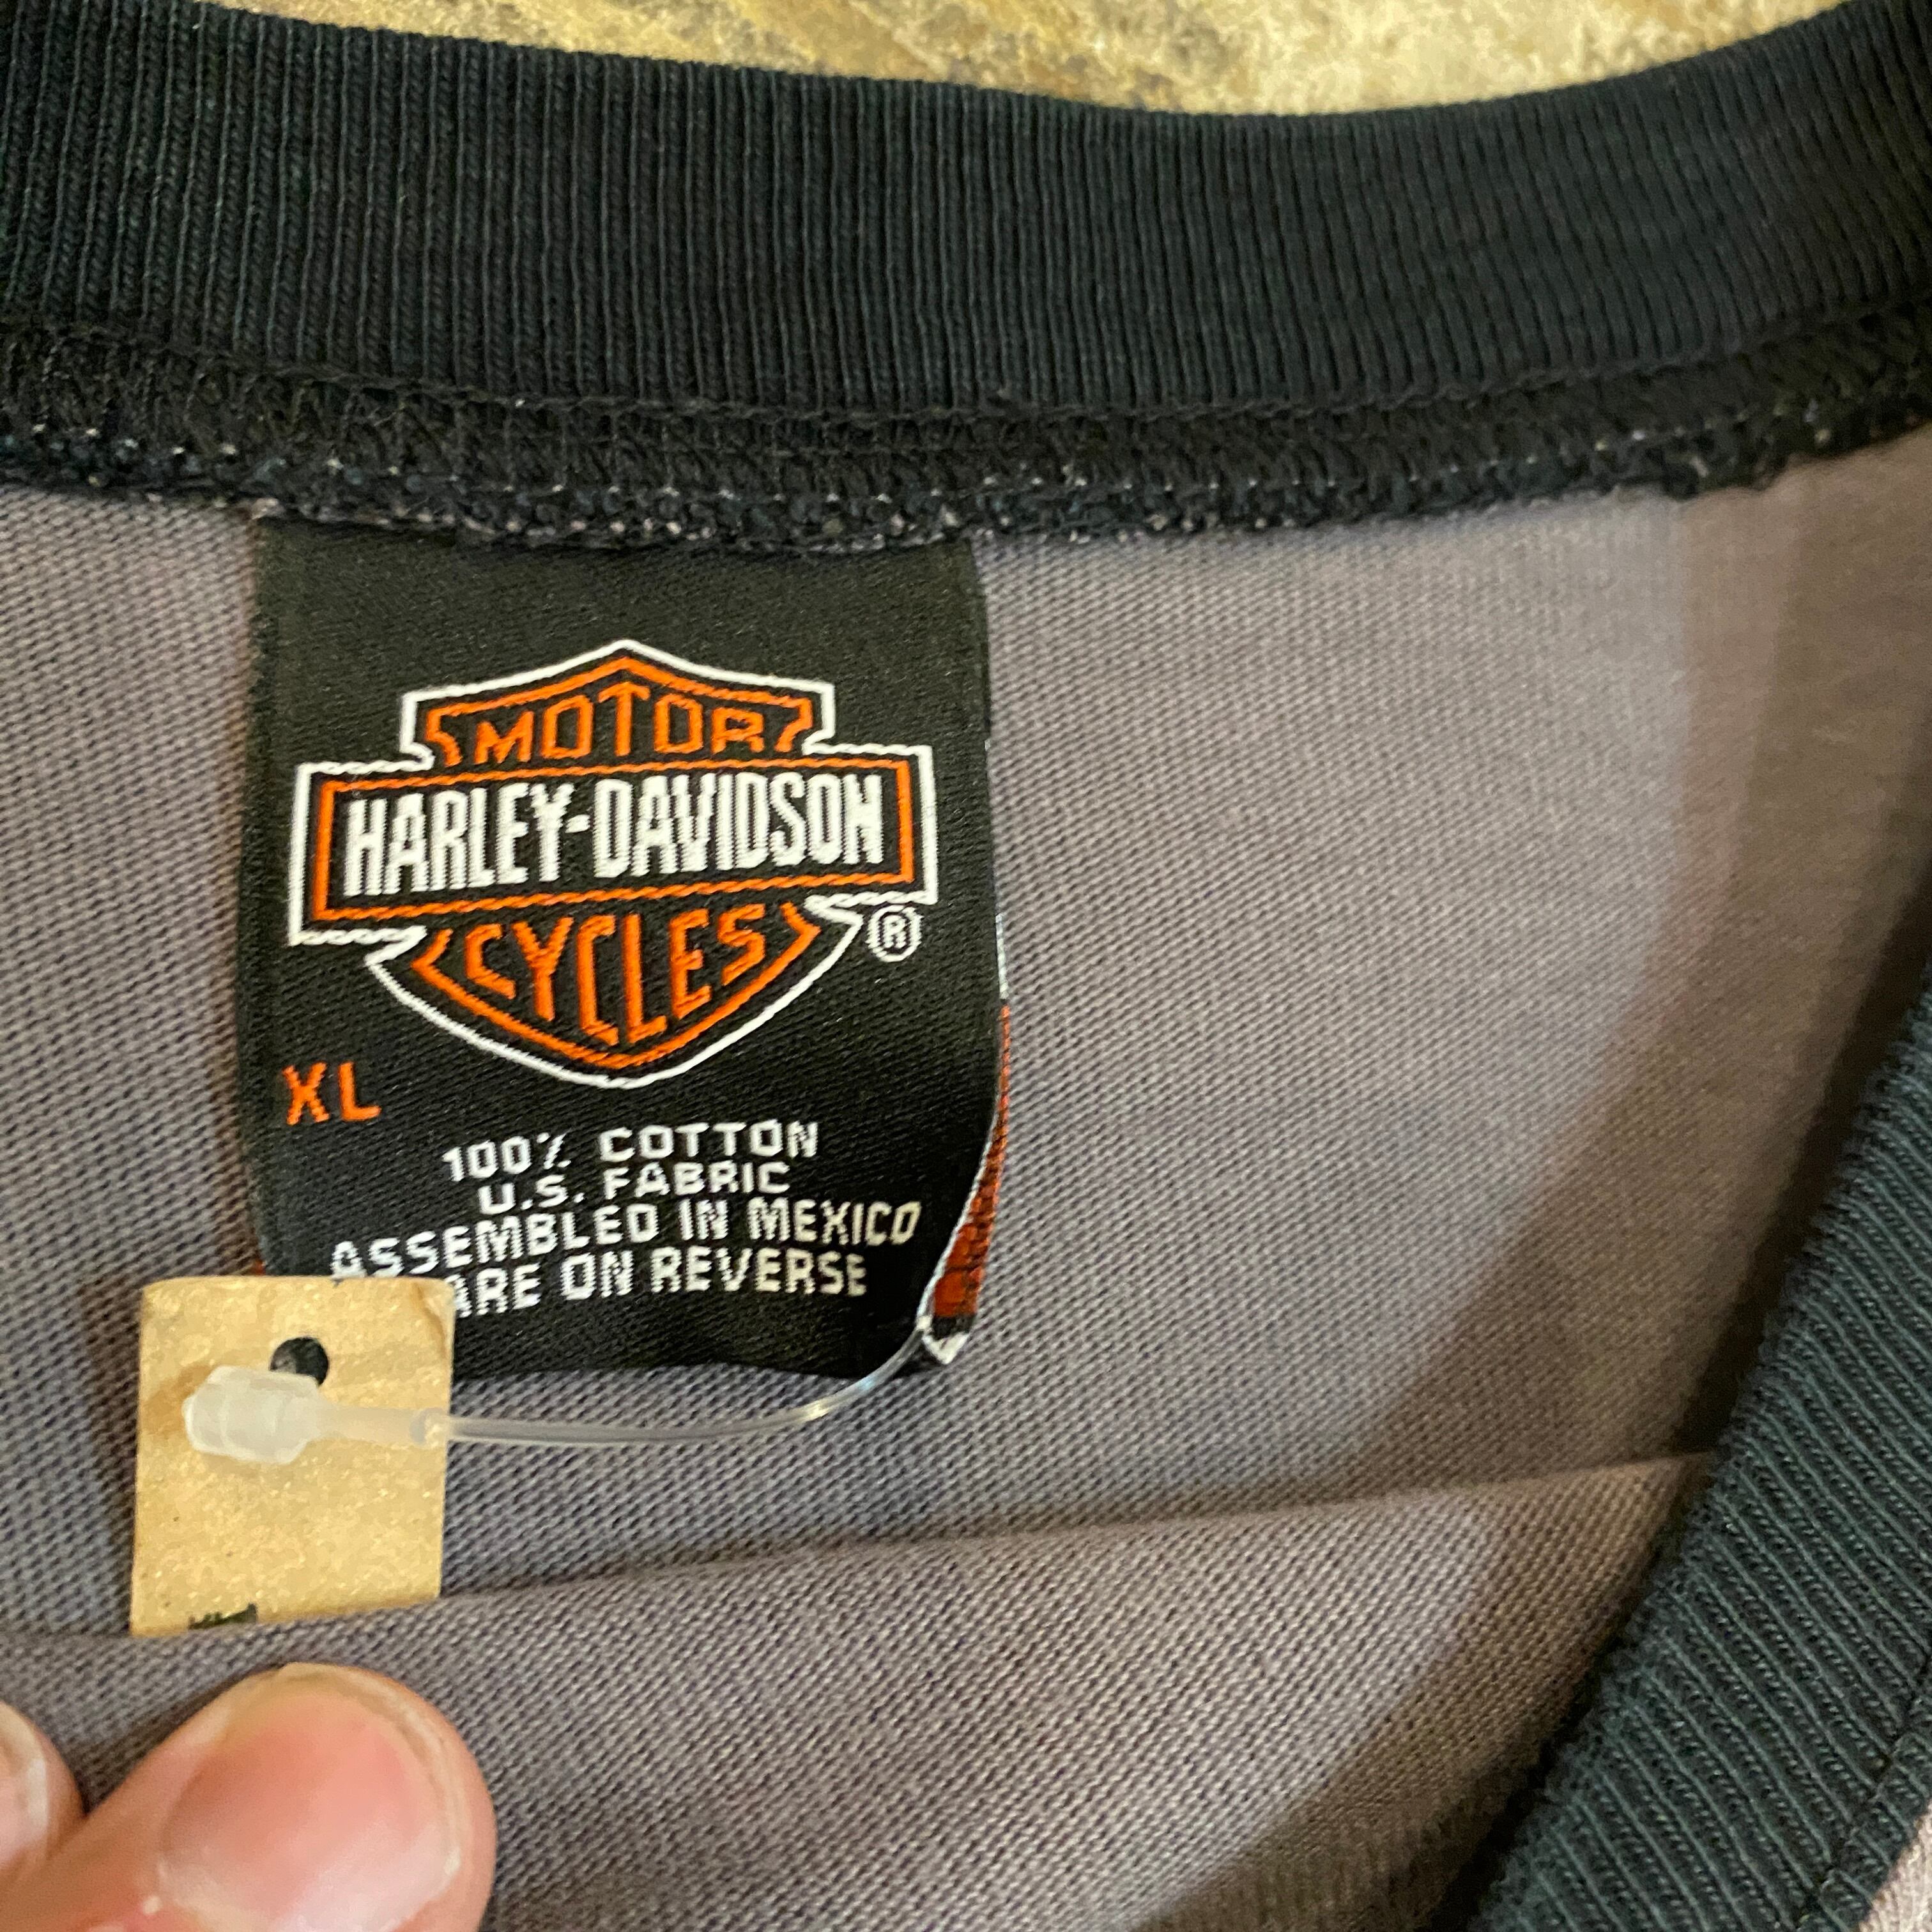 MOTOR
HARLEY-DAVIDSON
CYCLES
®
XL
100% COTTON
U.S. FABRIC
ASSEMBLED IN MEXICO
ARE ON REVERSE